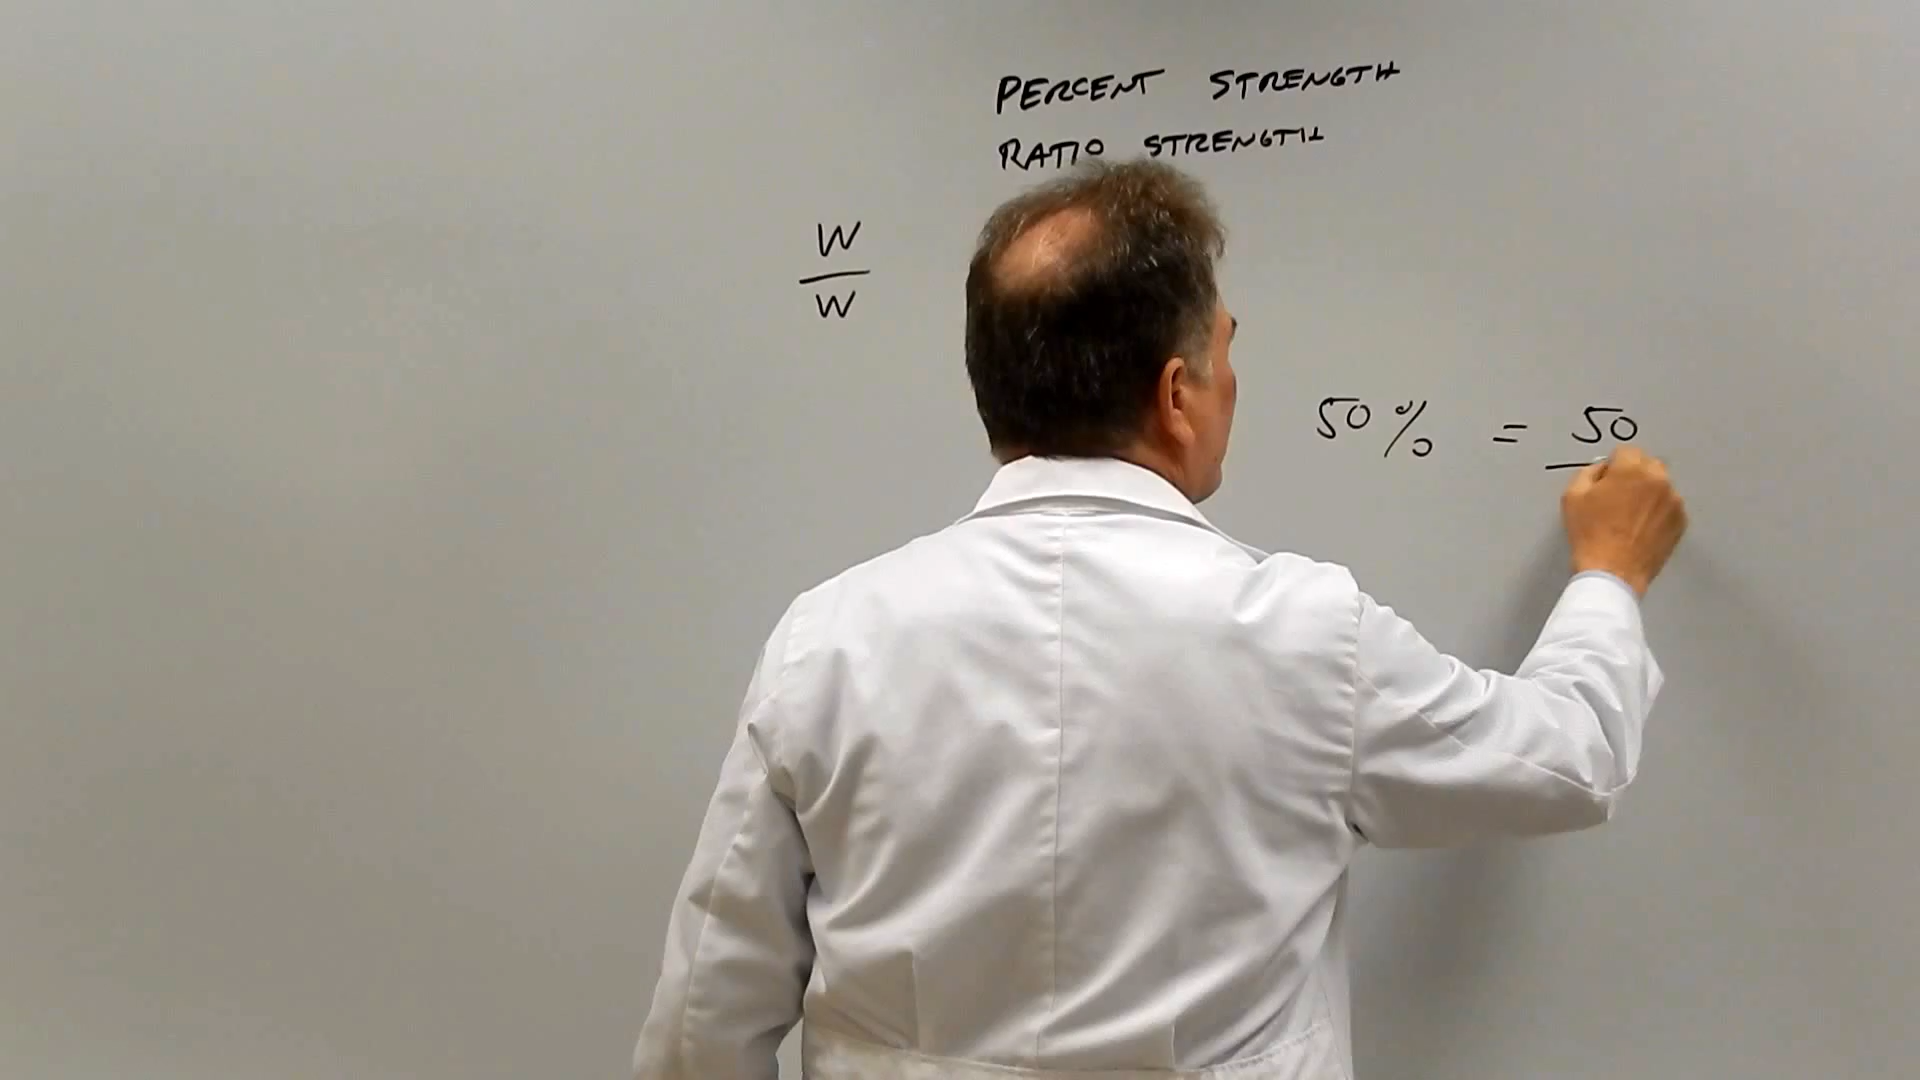 PERCENT STRENGTH
RATIO STRENGTH
W
W
50% = 50